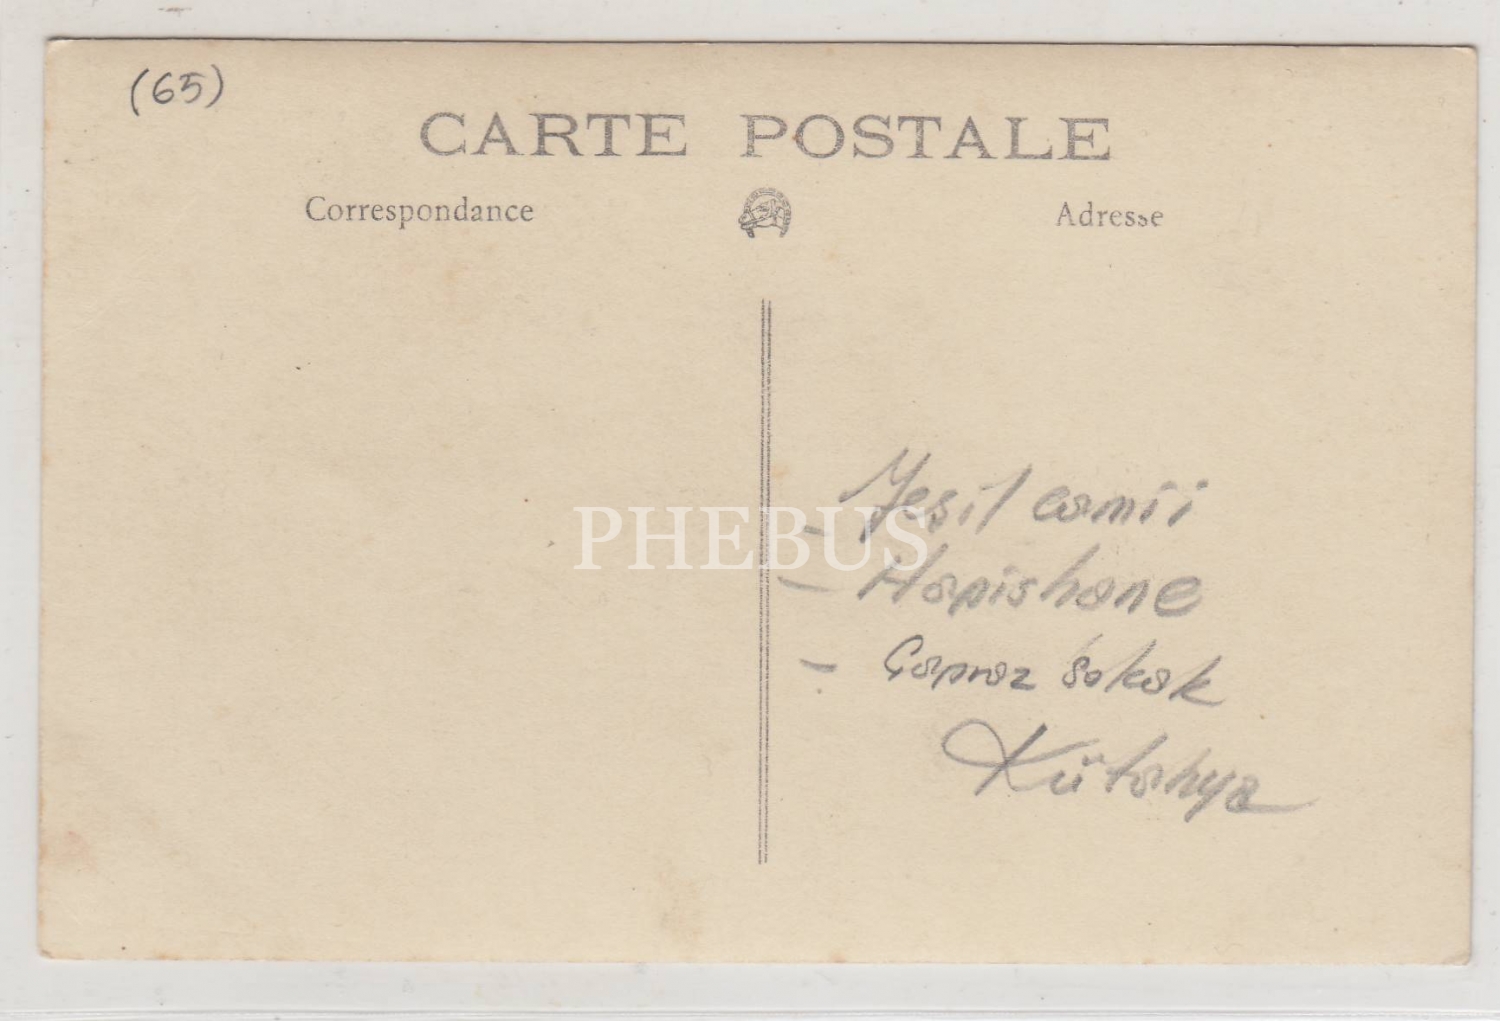 (65)
CARTE POSTALE
Correspondance
Adresse
PHEBUS
- Yeşil camii
- Hapishane
- Çapraz sokak
Kütahya